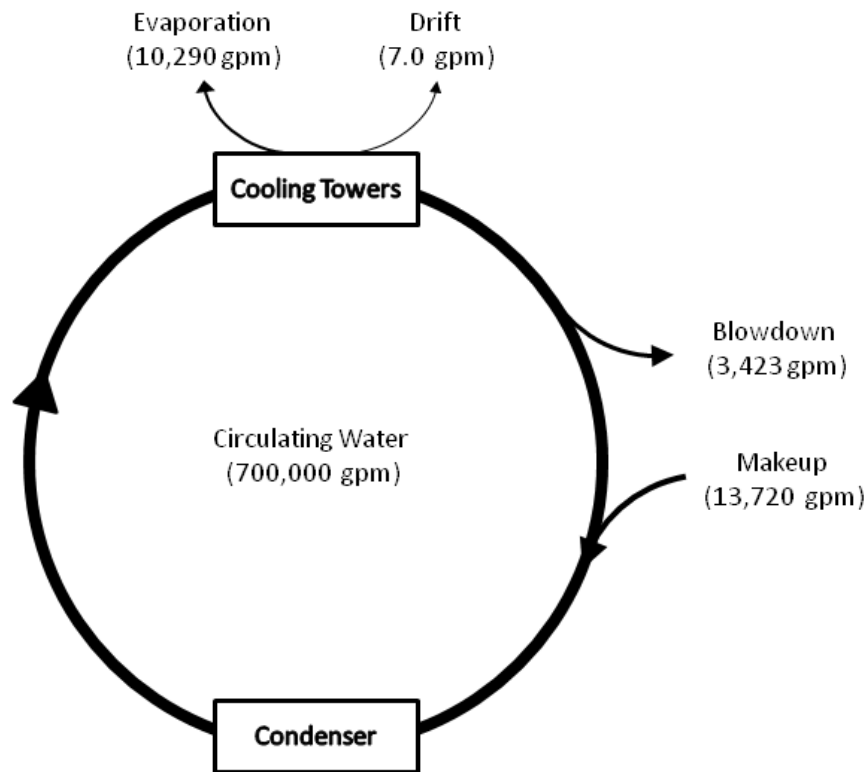 Evaporation
(10,290 gpm)
Drift
(7.0 gpm)
Cooling Towers
Blowdown
(3,423 gpm)
Circulating Water
(700,000 gpm)
Makeup
(13,720 gpm)
Condenser